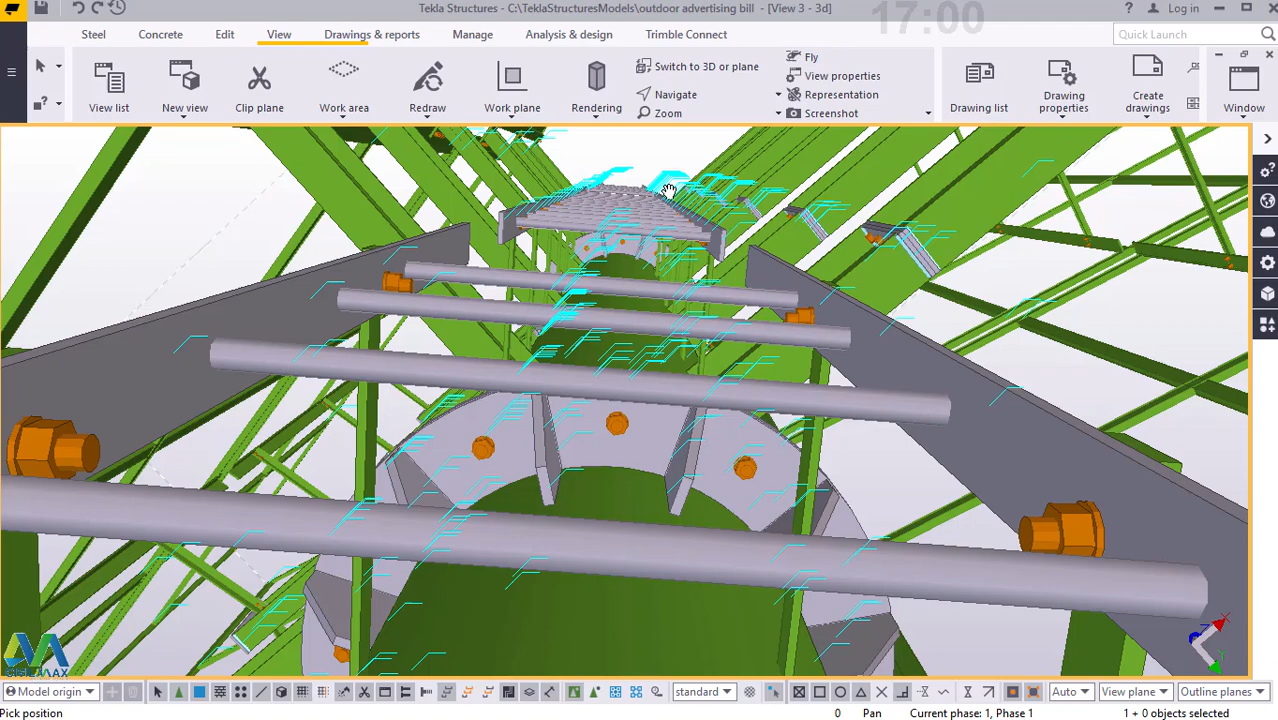 Tekla Structures - C:\TeklaStructuresModels\outdoor advertising bill - [View 3 - 3d]
17:00
? Log in
Steel Concrete Edit View Drawings & reports Manage Analysis & design Trimble Connect Quick Launch
View list
New view
Clip plane
Work area
Redraw
Work plane
Rendering
Switch to 3D or plane
Navigate
Zoom
Fly
View properties
Representation
Screenshot
Drawing list
Drawing properties
Create drawings
Window
Model origin
standard
Auto
View plane
Outline planes
Pick position
0 Pan Current phase: 1, Phase 1 1 + 0 objects selected